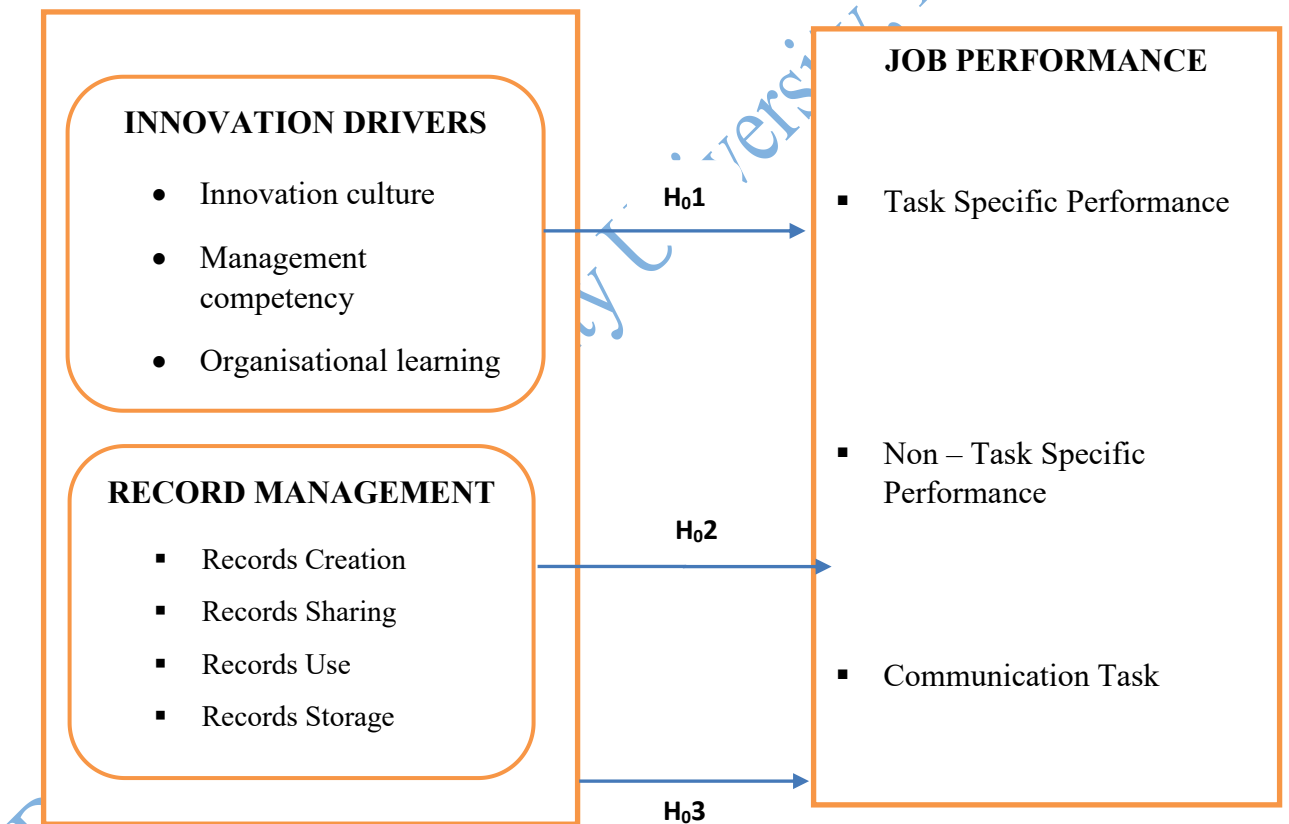 INNOVATION DRIVERS
● Innovation culture
● Management
competency
● Organisational learning
RECORD MANAGEMENT
▪ Records Creation
▪ Records Sharing
▪ Records Use
▪ Records Storage
H₀1
H₀2
H₀3
JOB PERFORMANCE
▪ Task Specific Performance
▪ Non – Task Specific
Performance
▪ Communication Task